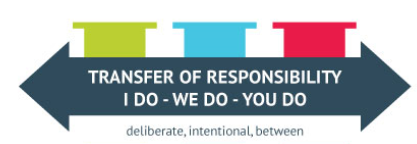 TRANSFER OF RESPONSIBILITY
I DO - WE DO - YOU DO
deliberate, intentional, between